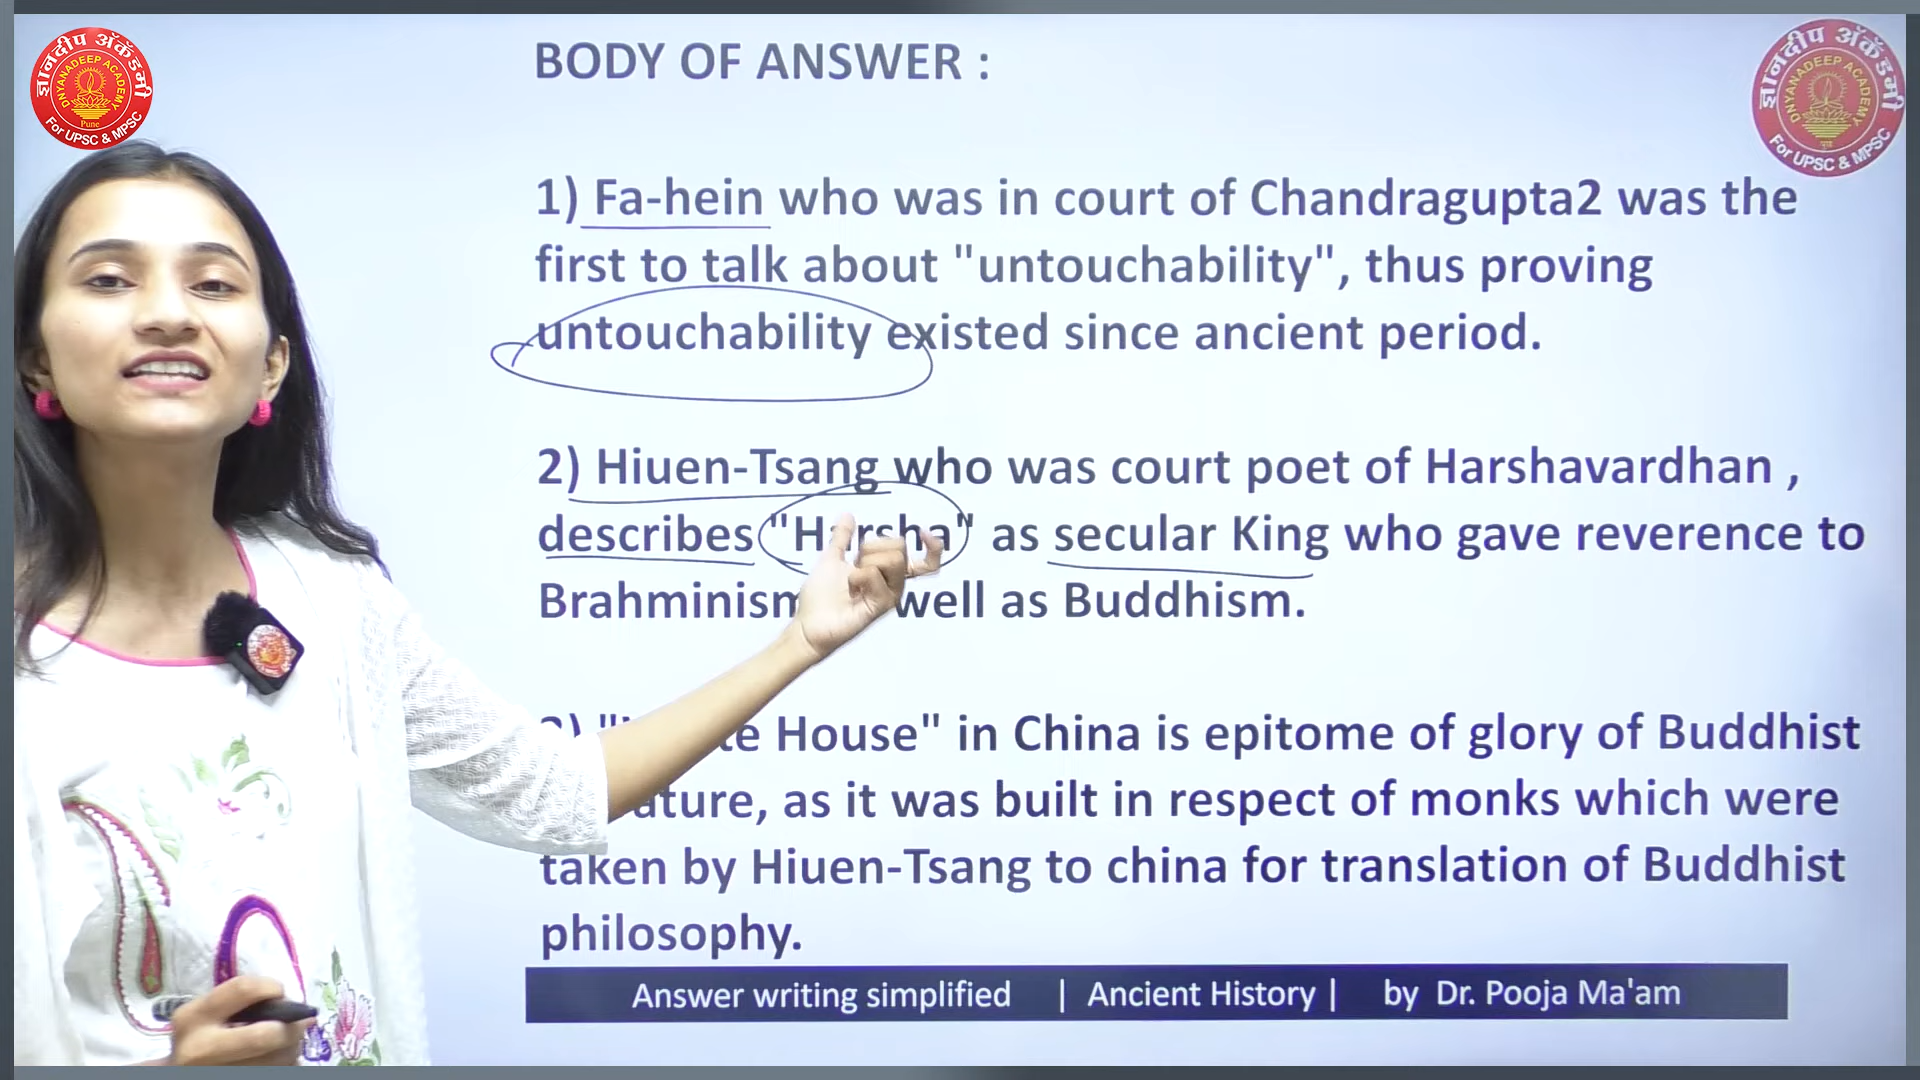 ज्ञानदीप अॅकॅडमी
DNYANADEEP ACADEMY
Pune
For UPSC & MPSC
ज्ञानदीप अॅकॅडमी
DNYANADEEP ACADEMY
पुणे
For UPSC & MPSC
BODY OF ANSWER :
1) Fa-hein who was in court of Chandragupta2 was the
first to talk about "untouchability", thus proving
untouchability existed since ancient period.
2) Hiuen-Tsang who was court poet of Harshavardhan ,
describes "Harsha" as secular King who gave reverence to
Brahminism well as Buddhism.
House" in China is epitome of glory of Buddhist
as it was built in respect of monks which were
taken by Hiuen-Tsang to china for translation of Buddhist
philosophy.
Answer writing simplified | Ancient History | by Dr. Pooja Ma'am